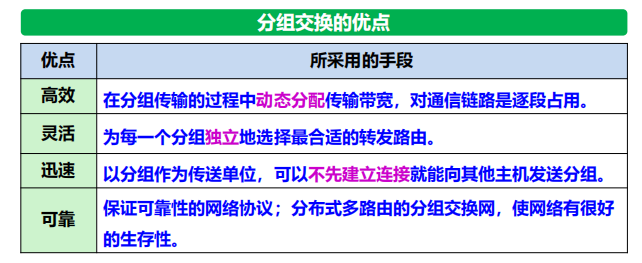 分组交换的优点
优点 所采用的手段
高效 在分组传输的过程中动态分配传输带宽，对通信链路是逐段占用。
灵活 为每一个分组独立地选择最合适的转发路由。
迅速 以分组作为传送单位，可以不先建立连接就能向其他主机发送分组。
可靠 保证可靠性的网络协议；分布式多路由的分组交换网，使网络有很好
的生存性。